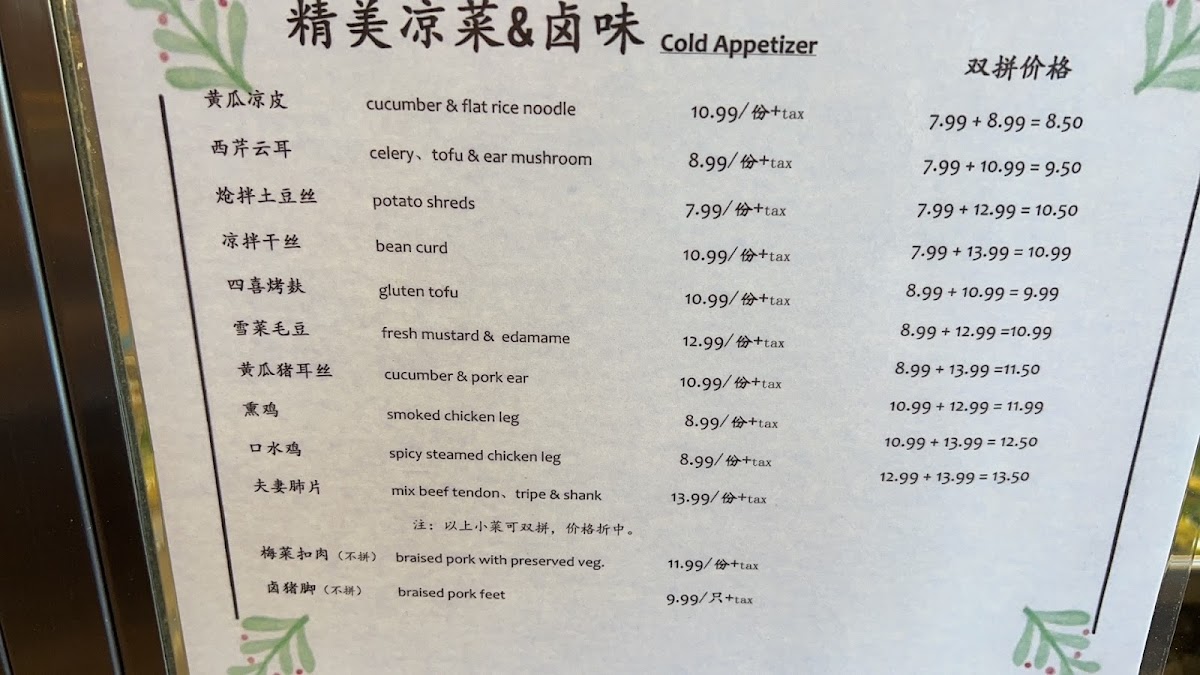 精美凉菜&卤味 Cold Appetizer
双拼价格
黄瓜凉皮 cucumber & flat rice noodle 10.99/份+tax 7.99 + 8.99 = 8.50
西芹云耳 celery、tofu & ear mushroom 8.99/份+tax 7.99 + 10.99 = 9.50
炝拌土豆丝 potato shreds 7.99/份+tax 7.99 + 12.99 = 10.50
凉拌干丝 bean curd 10.99/份+tax 7.99 + 13.99 = 10.99
四喜烤麸 gluten tofu 10.99/份+tax 8.99 + 10.99 = 9.99
雪菜毛豆 fresh mustard & edamame 12.99/份+tax 8.99 + 12.99 =10.99
黄瓜猪耳丝 cucumber & pork ear 10.99/份+tax 8.99 + 13.99 =11.50
熏鸡 smoked chicken leg 8.99/份+tax 10.99 + 12.99 = 11.99
口水鸡 spicy steamed chicken leg 8.99/份+tax 10.99 + 13.99 = 12.50
夫妻肺片 mix beef tendon、tripe & shank 13.99/份+tax 12.99 + 13.99 = 13.50
注：以上小菜可双拼，价格折中。
梅菜扣肉（不拼） braised pork with preserved veg. 11.99/份+tax
卤猪脚（不拼） braised pork feet 9.99/只+tax